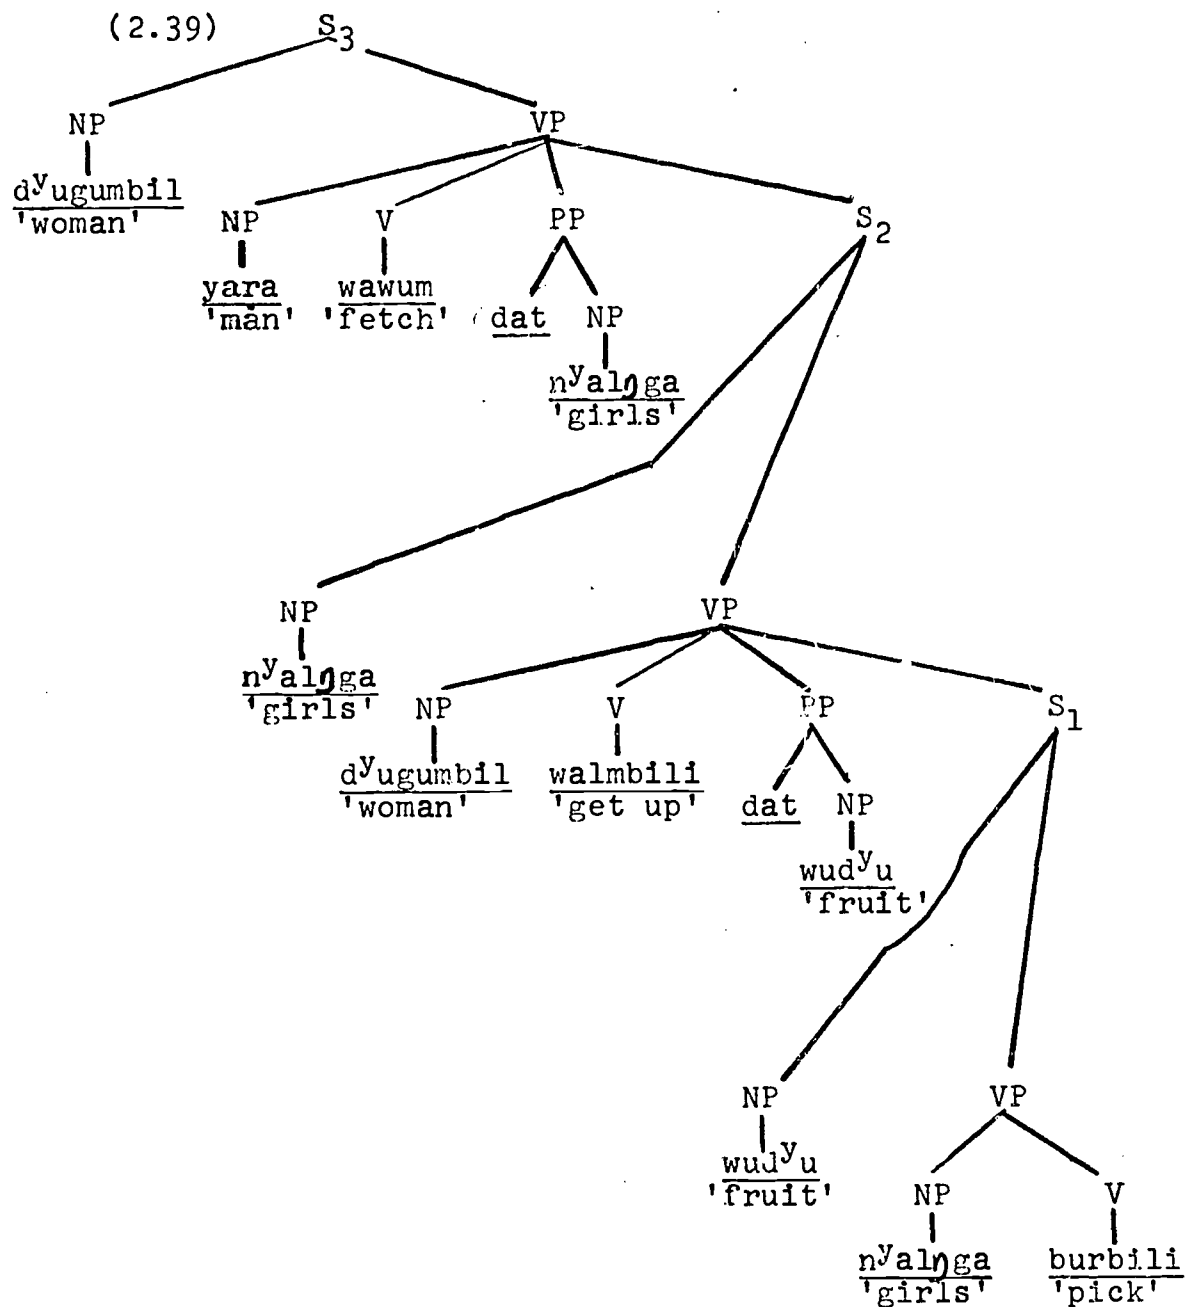 (2.39) S3
NP VP
dʸugumbil
'woman'
NP V PP S2
yara wawum
'man' 'fetch' dat NP
nʸalŋga
'girls'
NP VP
nʸalŋga
'girls' NP V PP S1
dʸugumbil walmbili
'woman' 'get up' dat NP
wudʸu
'fruit'
NP VP
wudʸu
'fruit' NP V
nʸalŋga burbili
'girls' 'pick'